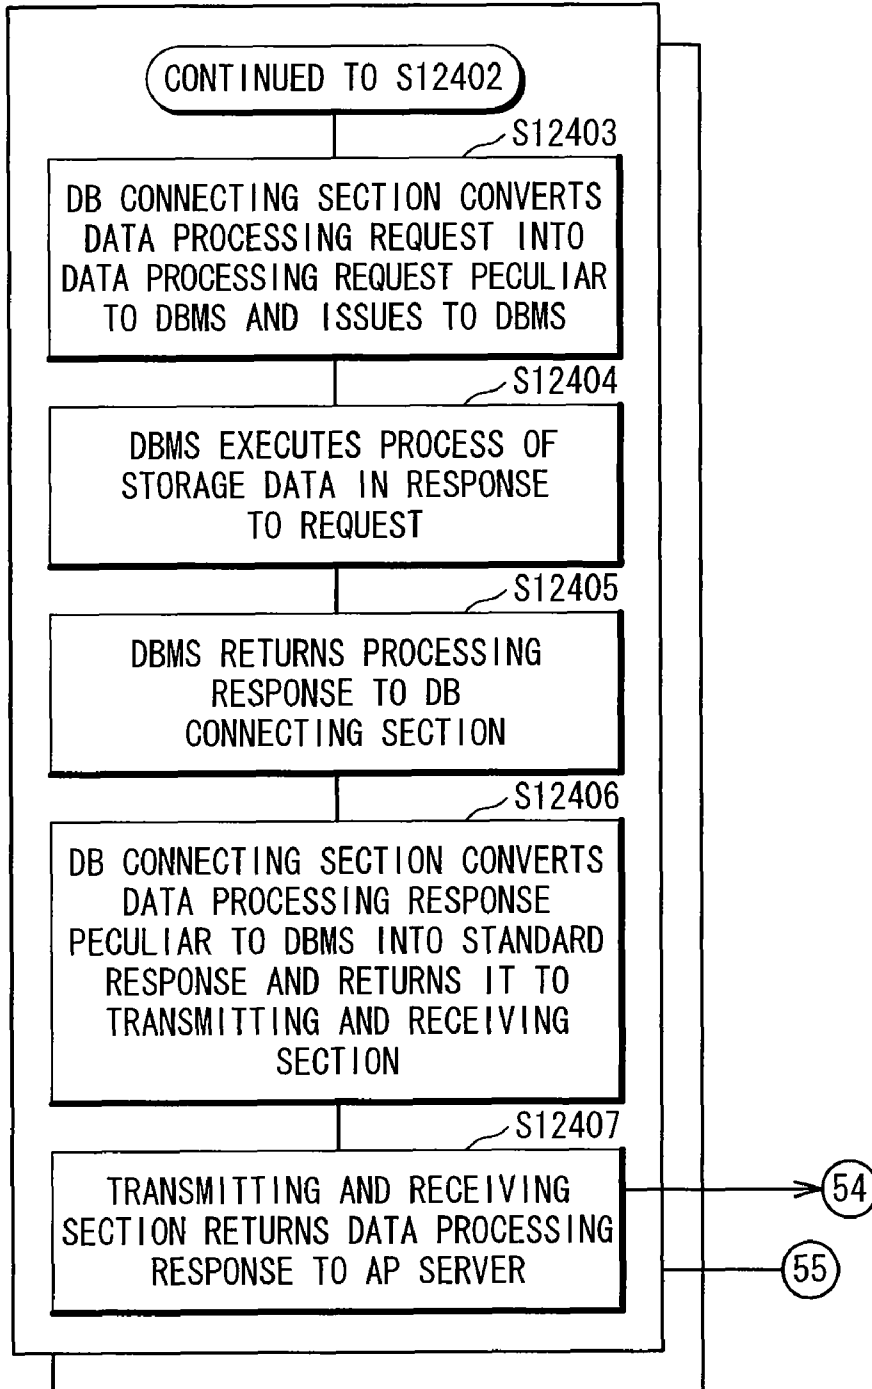 CONTINUED TO S12402
S12403
DB CONNECTING SECTION CONVERTS
DATA PROCESSING REQUEST INTO
DATA PROCESSING REQUEST PECULIAR
TO DBMS AND ISSUES TO DBMS
S12404
DBMS EXECUTES PROCESS OF
STORAGE DATA IN RESPONSE
TO REQUEST
S12405
DBMS RETURNS PROCESSING
RESPONSE TO DB
CONNECTING SECTION
S12406
DB CONNECTING SECTION CONVERTS
DATA PROCESSING RESPONSE
PECULIAR TO DBMS INTO STANDARD
RESPONSE AND RETURNS IT TO
TRANSMITTING AND RECEIVING
SECTION
S12407
TRANSMITTING AND RECEIVING
SECTION RETURNS DATA PROCESSING
RESPONSE TO AP SERVER
54
55